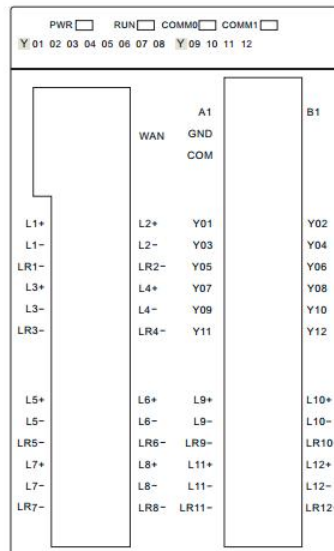 PWR RUN COMM0 COMM1
Y 01 02 03 04 05 06 07 08 Y 09 10 11 12
A1 B1
WAN GND
COM
L1+ L2+ Y01 Y02
L1- L2- Y03 Y04
LR1- LR2- Y05 Y06
L3+ L4+ Y07 Y08
L3- L4- Y09 Y10
LR3- LR4- Y11 Y12
L5+ L6+ L9+ L10+
L5- L6- L9- L10-
LR5- LR6- LR9- LR10
L7+ L8+ L11+ L12+
L7- L8- L11- L12-
LR7- LR8- LR11- LR12